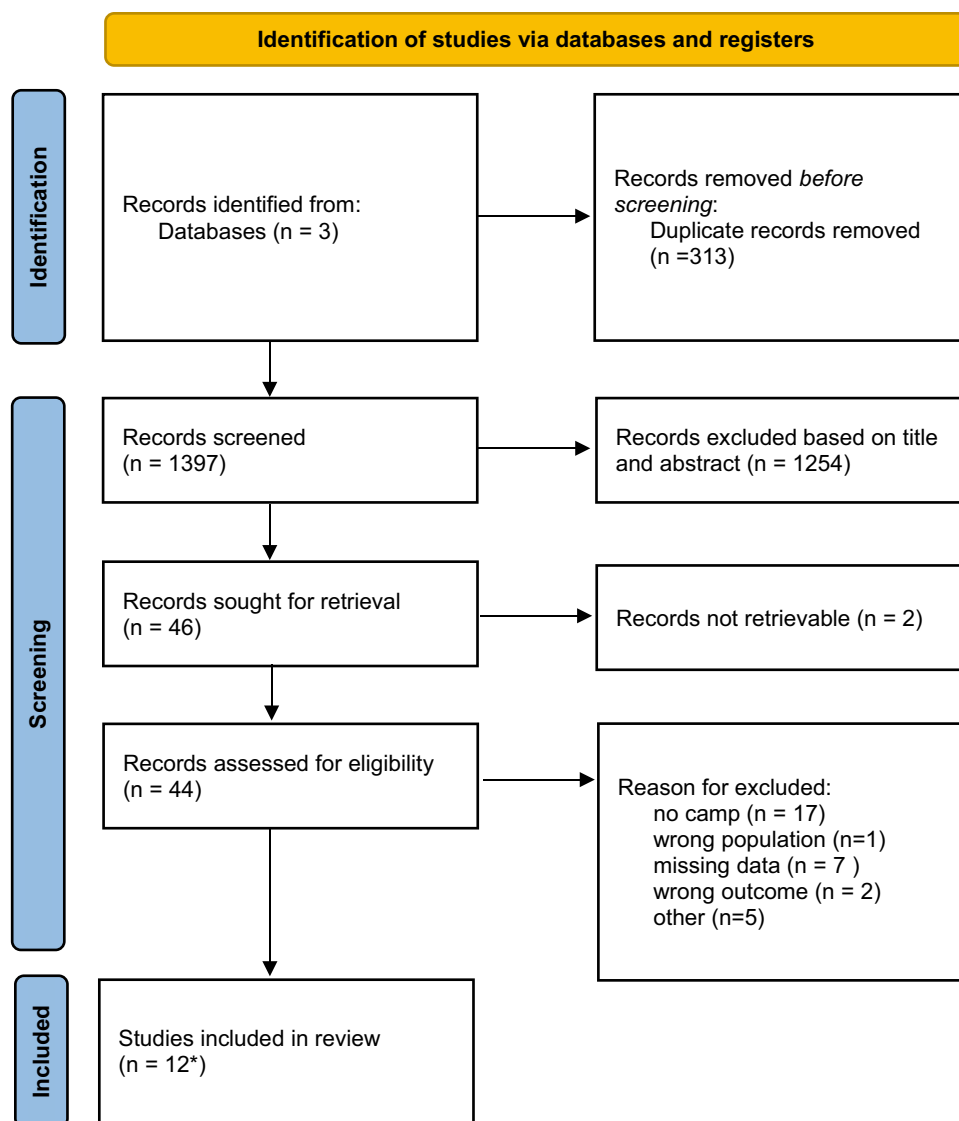 Identification of studies via databases and registers
Identification
Records identified from:
Databases (n = 3)
Records removed before
screening:
Duplicate records removed
(n =313)
Screening
Records screened
(n = 1397)
Records excluded based on title
and abstract (n = 1254)
Records sought for retrieval
(n = 46)
Records not retrievable (n = 2)
Records assessed for eligibility
(n = 44)
Reason for excluded:
no camp (n = 17)
wrong population (n=1)
missing data (n = 7 )
wrong outcome (n = 2)
other (n=5)
Included
Studies included in review
(n = 12*)